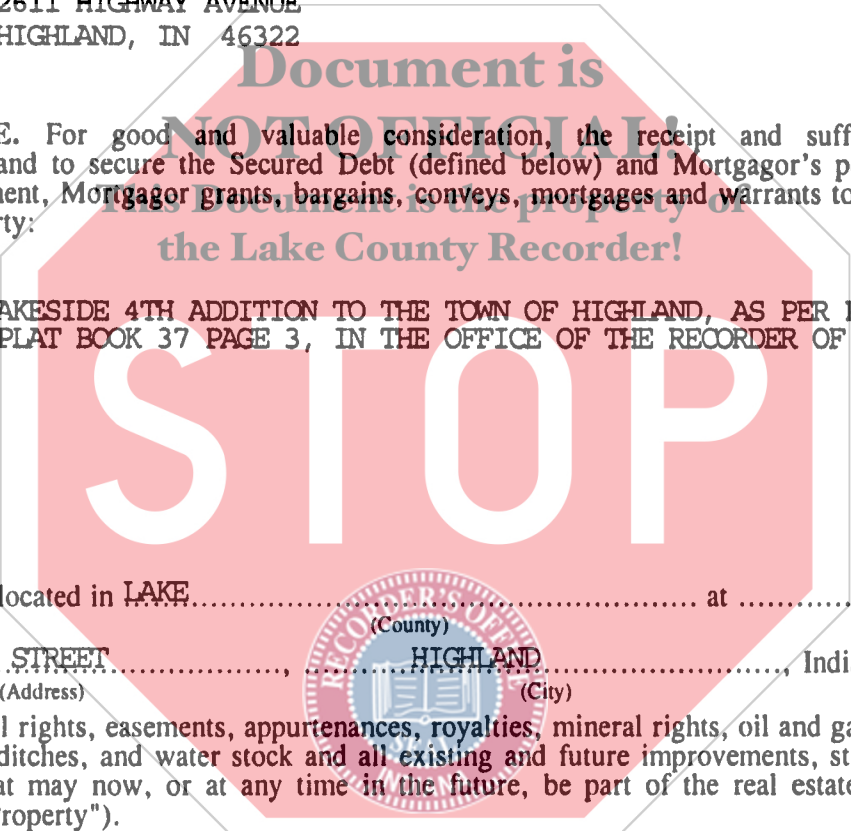 2611 HIGHWAY AVENUE
HIGHLAND, IN 46322
Document is
NOT OFFICIAL!
E. For good and valuable consideration, the receipt and suff
and to secure the Secured Debt (defined below) and Mortgagor's p
nent, Mortgagor grants, bargains, conveys, mortgages and warrants to
This Document is the property of
rty:
the Lake County Recorder!
AKESIDE 4TH ADDITION TO THE TOWN OF HIGHLAND, AS PER
PLAT BOOK 37 PAGE 3, IN THE OFFICE OF THE RECORDER OF
STOP
located in LAKE at
(County)
STREET, HIGHLAND, Indi
(Address) (City)
RECORDER'S OFFICE
SEAL
INDIANA
l rights, easements, appurtenances, royalties, mineral rights, oil and ga
ditches, and water stock and all existing and future improvements, st
at may now, or at any time in the future, be part of the real estate
roperty").